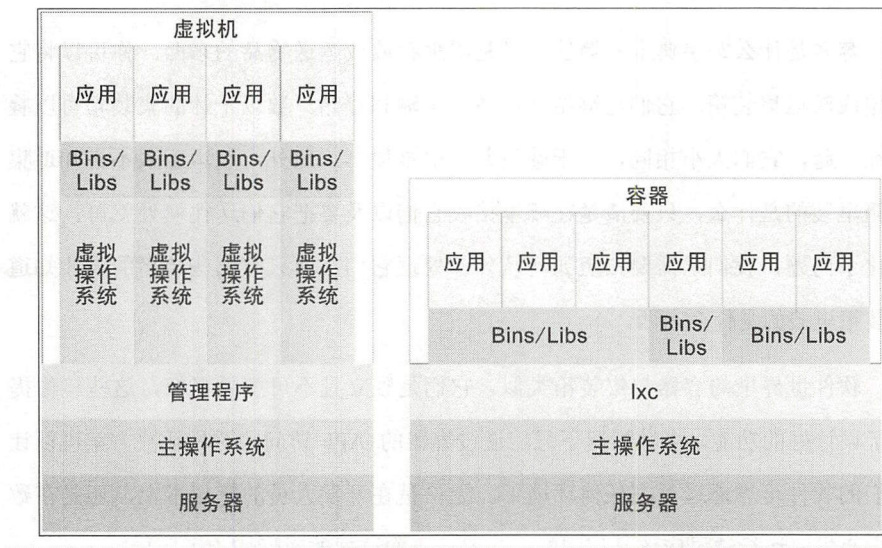 虚拟机
应用 应用 应用 应用
Bins/ Bins/ Bins/ Bins/
Libs Libs Libs Libs
虚拟 虚拟 虚拟 虚拟
操作 操作 操作 操作
系统 系统 系统 系统
管理程序
主操作系统
服务器
容器
应用 应用 应用 应用 应用 应用
Bins/Libs Bins/ Bins/Libs
Libs
lxc
主操作系统
服务器